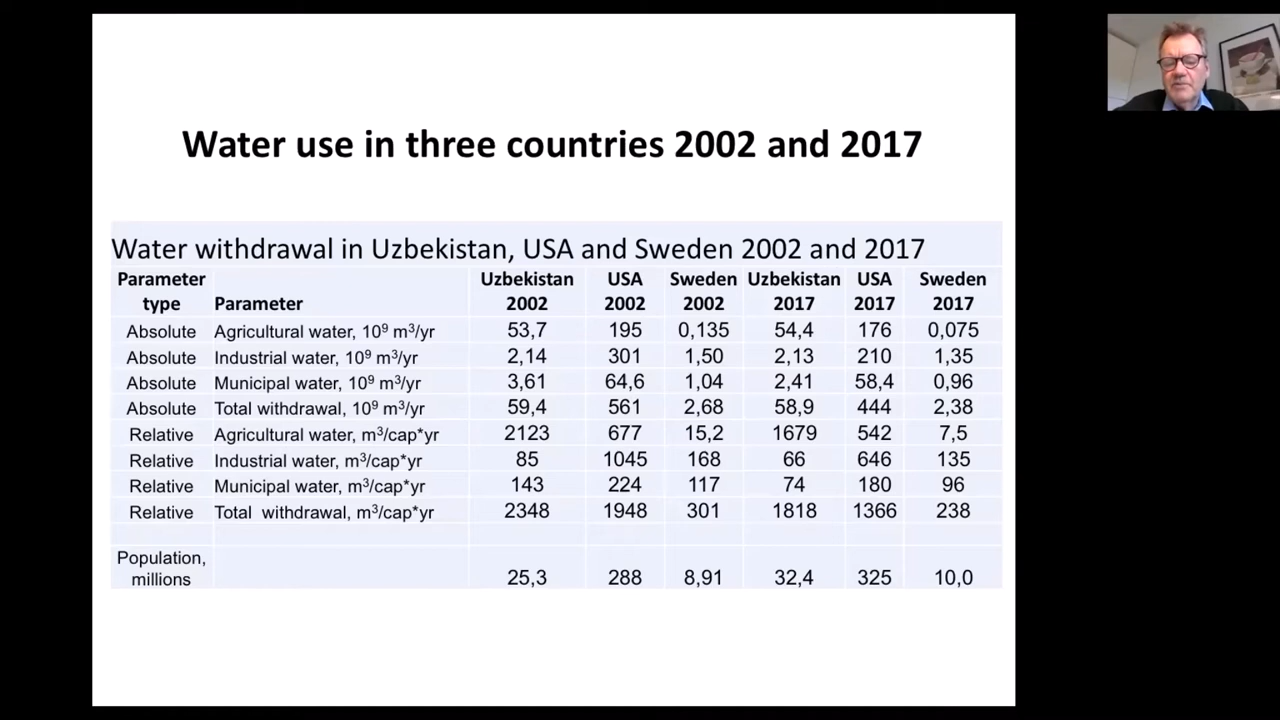 Water use in three countries 2002 and 2017
Water withdrawal in Uzbekistan, USA and Sweden 2002 and 2017
Parameter type Parameter Uzbekistan 2002 USA 2002 Sweden 2002 Uzbekistan 2017 USA 2017 Sweden 2017
Absolute Agricultural water, 10⁹ m³/yr 53,7 195 0,135 54,4 176 0,075
Absolute Industrial water, 10⁹ m³/yr 2,14 301 1,50 2,13 210 1,35
Absolute Municipal water, 10⁹ m³/yr 3,61 64,6 1,04 2,41 58,4 0,96
Absolute Total withdrawal, 10⁹ m³/yr 59,4 561 2,68 58,9 444 2,38
Relative Agricultural water, m³/cap*yr 2123 677 15,2 1679 542 7,5
Relative Industrial water, m³/cap*yr 85 1045 168 66 646 135
Relative Municipal water, m³/cap*yr 143 224 117 74 180 96
Relative Total withdrawal, m³/cap*yr 2348 1948 301 1818 1366 238
Population, millions 25,3 288 8,91 32,4 325 10,0